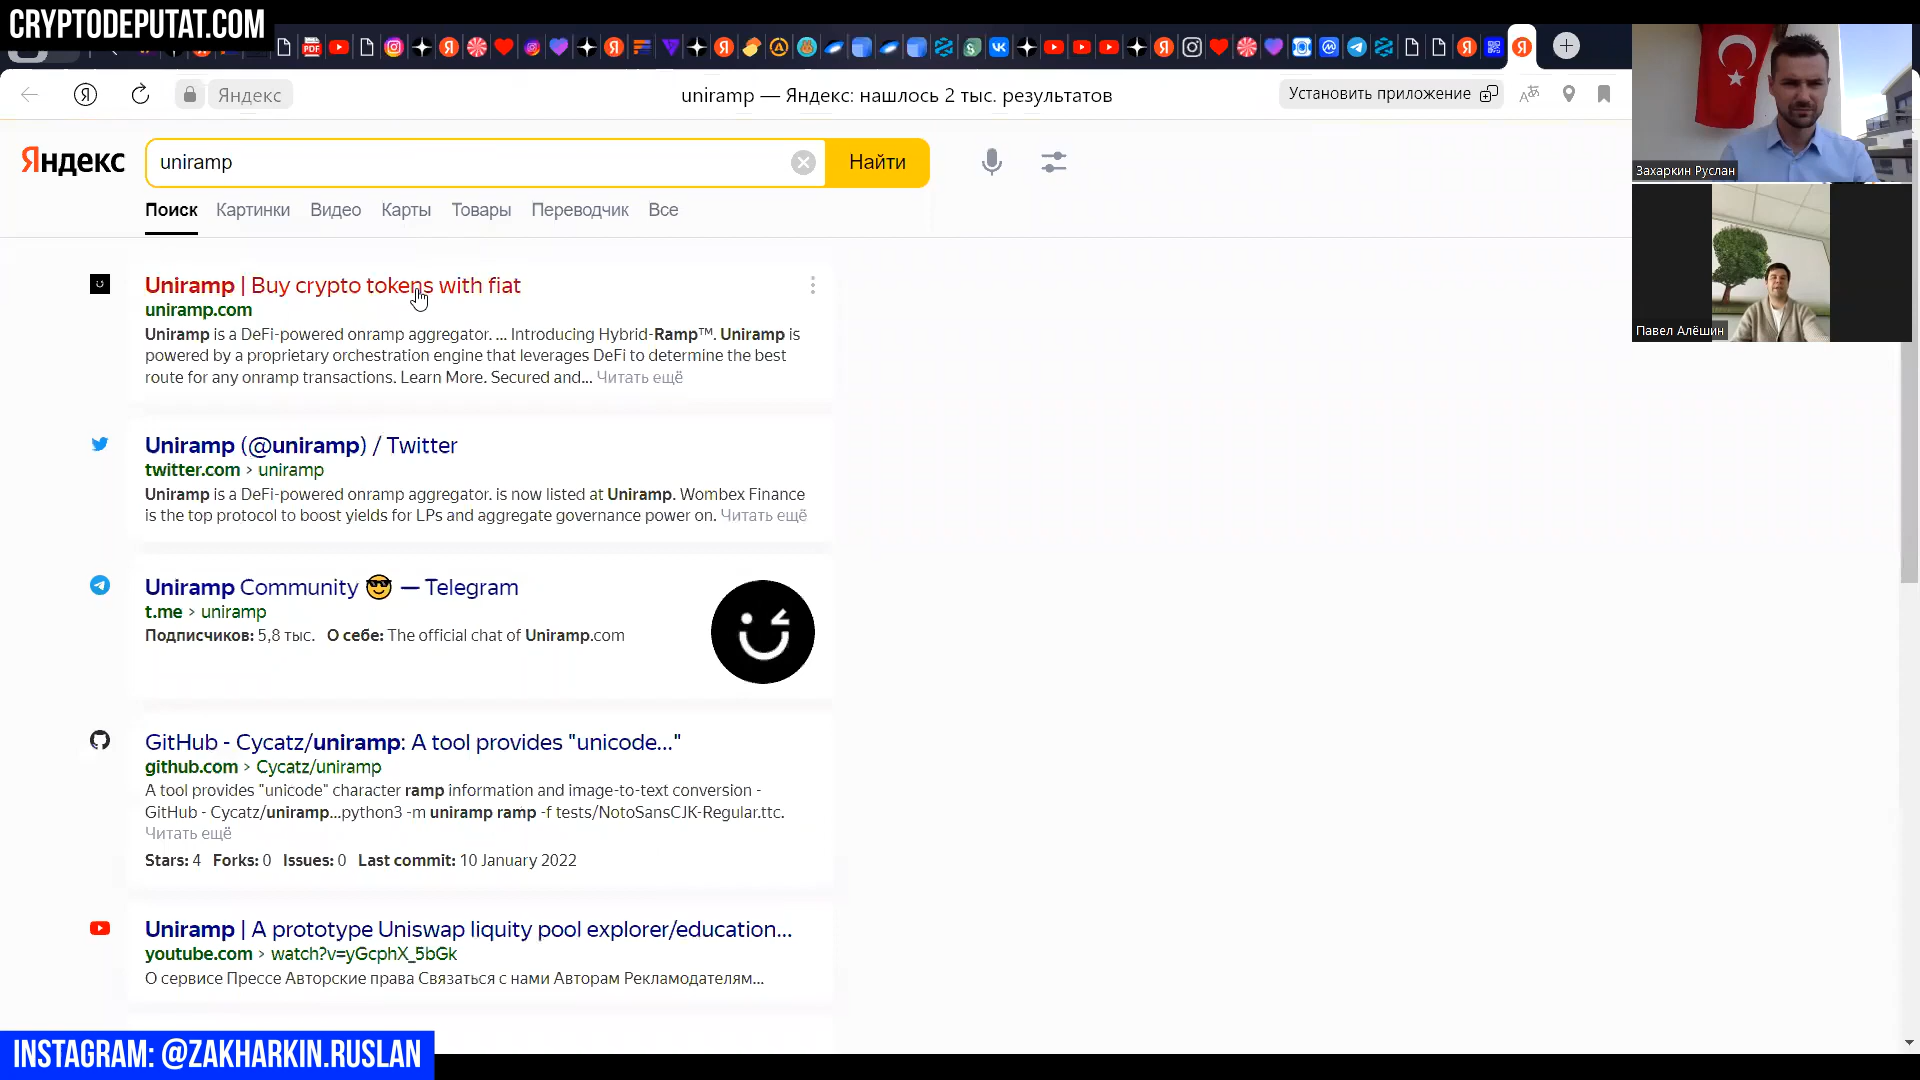 CRYPTODEPUTAT.COM
Яндекс
uniramp — Яндекс: нашлось 2 тыс. результатов
Установить приложение
Яндекс
uniramp
Найти
Поиск
Картинки
Видео
Карты
Товары
Переводчик
Все
Захаркин Руслан
Павел Алёшин
Uniramp | Buy crypto tokens with fiat
uniramp.com
Uniramp is a DeFi-powered onramp aggregator. ... Introducing Hybrid-Ramp™. Uniramp is
powered by a proprietary orchestration engine that leverages DeFi to determine the best
route for any onramp transactions. Learn More. Secured and... Читать ещё
Uniramp (@uniramp) / Twitter
twitter.com › uniramp
Uniramp is a DeFi-powered onramp aggregator. is now listed at Uniramp. Wombex Finance
is the top protocol to boost yields for LPs and aggregate governance power on. Читать ещё
Uniramp Community 😎 — Telegram
t.me › uniramp
Подписчиков: 5,8 тыс. О себе: The official chat of Uniramp.com
GitHub - Cycatz/uniramp: A tool provides "unicode..."
github.com › Cycatz/uniramp
A tool provides "unicode" character ramp information and image-to-text conversion -
GitHub - Cycatz/uniramp...python3 -m uniramp ramp -f tests/NotoSansCJK-Regular.ttc.
Читать ещё
Stars: 4 Forks: 0 Issues: 0 Last commit: 10 January 2022
Uniramp | A prototype Uniswap liquity pool explorer/education...
youtube.com › watch?v=yGcphX_5bGk
О сервисе Прессе Авторские права Связаться с нами Авторам Рекламодателям...
INSTAGRAM: @ZAKHARKIN.RUSLAN